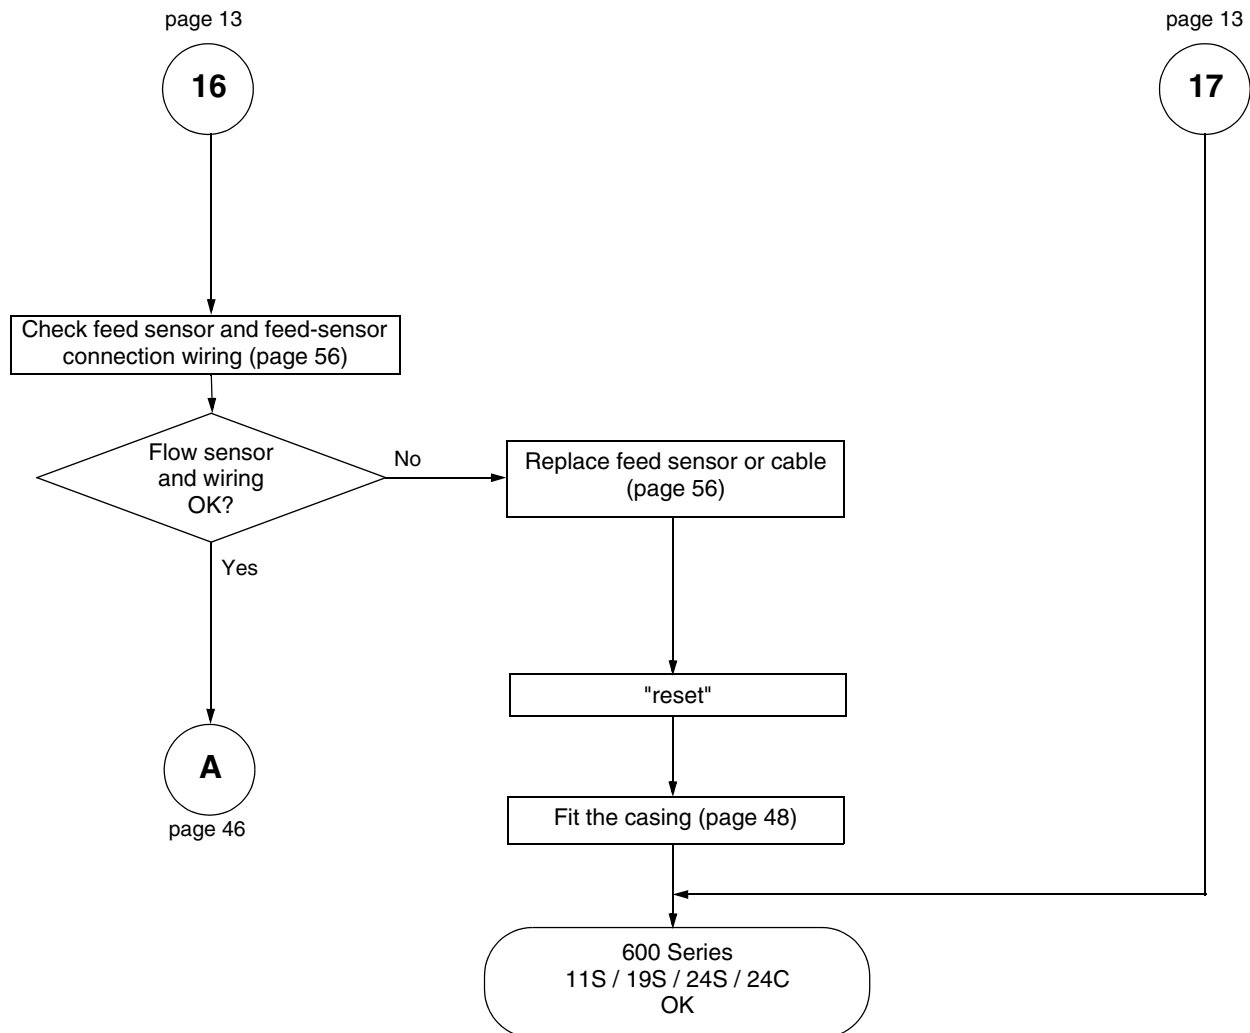 page 13
page 13
16
17
Check feed sensor and feed-sensor
connection wiring (page 56)
Flow sensor
and wiring
OK?
No
Replace feed sensor or cable
(page 56)
Yes
"reset"
A
page 46
Fit the casing (page 48)
600 Series
11S / 19S / 24S / 24C
OK